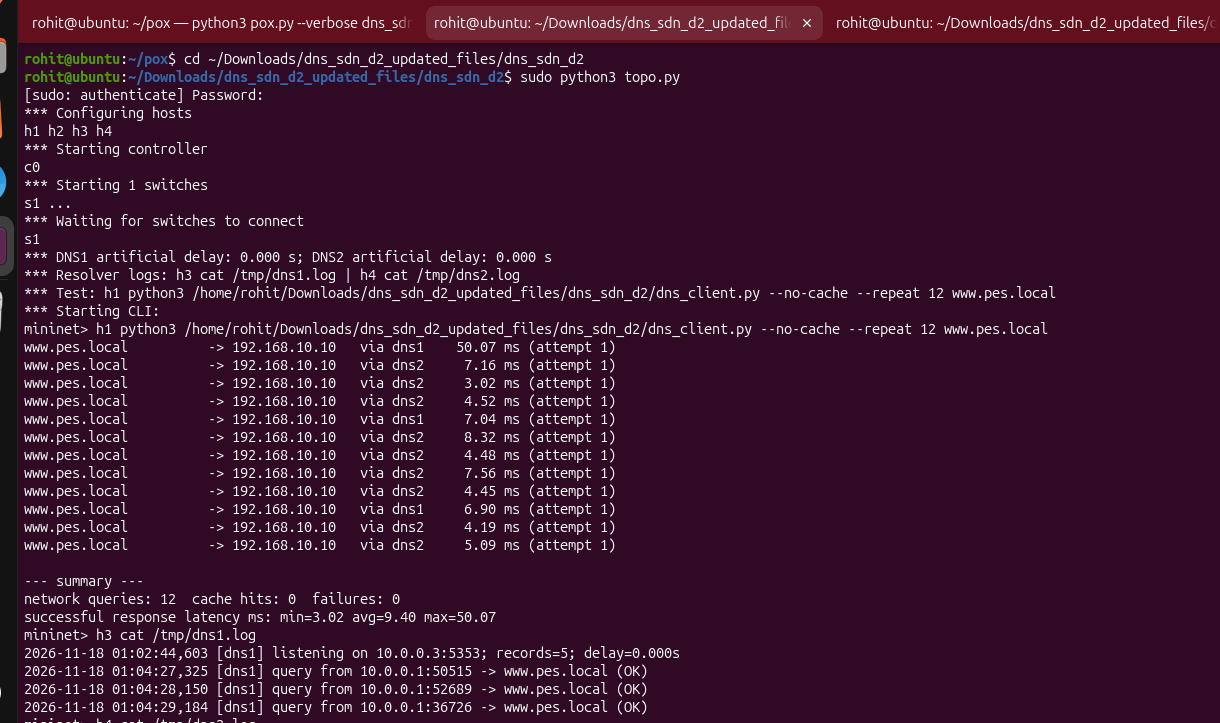 rohit@ubuntu: ~/pox — python3 pox.py --verbose dns_sdn
rohit@ubuntu: ~/Downloads/dns_sdn_d2_updated_fil
rohit@ubuntu: ~/Downloads/dns_sdn_d2_updated_files/
rohit@ubuntu:~/pox$ cd ~/Downloads/dns_sdn_d2_updated_files/dns_sdn_d2
rohit@ubuntu:~/Downloads/dns_sdn_d2_updated_files/dns_sdn_d2$ sudo python3 topo.py
[sudo: authenticate] Password:
*** Configuring hosts
h1 h2 h3 h4
*** Starting controller
c0
*** Starting 1 switches
s1 ...
*** Waiting for switches to connect
s1
*** DNS1 artificial delay: 0.000 s; DNS2 artificial delay: 0.000 s
*** Resolver logs: h3 cat /tmp/dns1.log | h4 cat /tmp/dns2.log
*** Test: h1 python3 /home/rohit/Downloads/dns_sdn_d2_updated_files/dns_sdn_d2/dns_client.py --no-cache --repeat 12 www.pes.local
*** Starting CLI:
mininet> h1 python3 /home/rohit/Downloads/dns_sdn_d2_updated_files/dns_sdn_d2/dns_client.py --no-cache --repeat 12 www.pes.local
www.pes.local          -> 192.168.10.10   via dns1    50.07 ms (attempt 1)
www.pes.local          -> 192.168.10.10   via dns2     7.16 ms (attempt 1)
www.pes.local          -> 192.168.10.10   via dns2     3.02 ms (attempt 1)
www.pes.local          -> 192.168.10.10   via dns2     4.52 ms (attempt 1)
www.pes.local          -> 192.168.10.10   via dns1     7.04 ms (attempt 1)
www.pes.local          -> 192.168.10.10   via dns2     8.32 ms (attempt 1)
www.pes.local          -> 192.168.10.10   via dns2     4.48 ms (attempt 1)
www.pes.local          -> 192.168.10.10   via dns2     7.56 ms (attempt 1)
www.pes.local          -> 192.168.10.10   via dns2     4.45 ms (attempt 1)
www.pes.local          -> 192.168.10.10   via dns1     6.90 ms (attempt 1)
www.pes.local          -> 192.168.10.10   via dns2     4.19 ms (attempt 1)
www.pes.local          -> 192.168.10.10   via dns2     5.09 ms (attempt 1)
--- summary ---
network queries: 12  cache hits: 0  failures: 0
successful response latency ms: min=3.02 avg=9.40 max=50.07
mininet> h3 cat /tmp/dns1.log
2026-11-18 01:02:44,603 [dns1] listening on 10.0.0.3:5353; records=5; delay=0.000s
2026-11-18 01:04:27,325 [dns1] query from 10.0.0.1:50515 -> www.pes.local (OK)
2026-11-18 01:04:28,150 [dns1] query from 10.0.0.1:52689 -> www.pes.local (OK)
2026-11-18 01:04:29,184 [dns1] query from 10.0.0.1:36726 -> www.pes.local (OK)